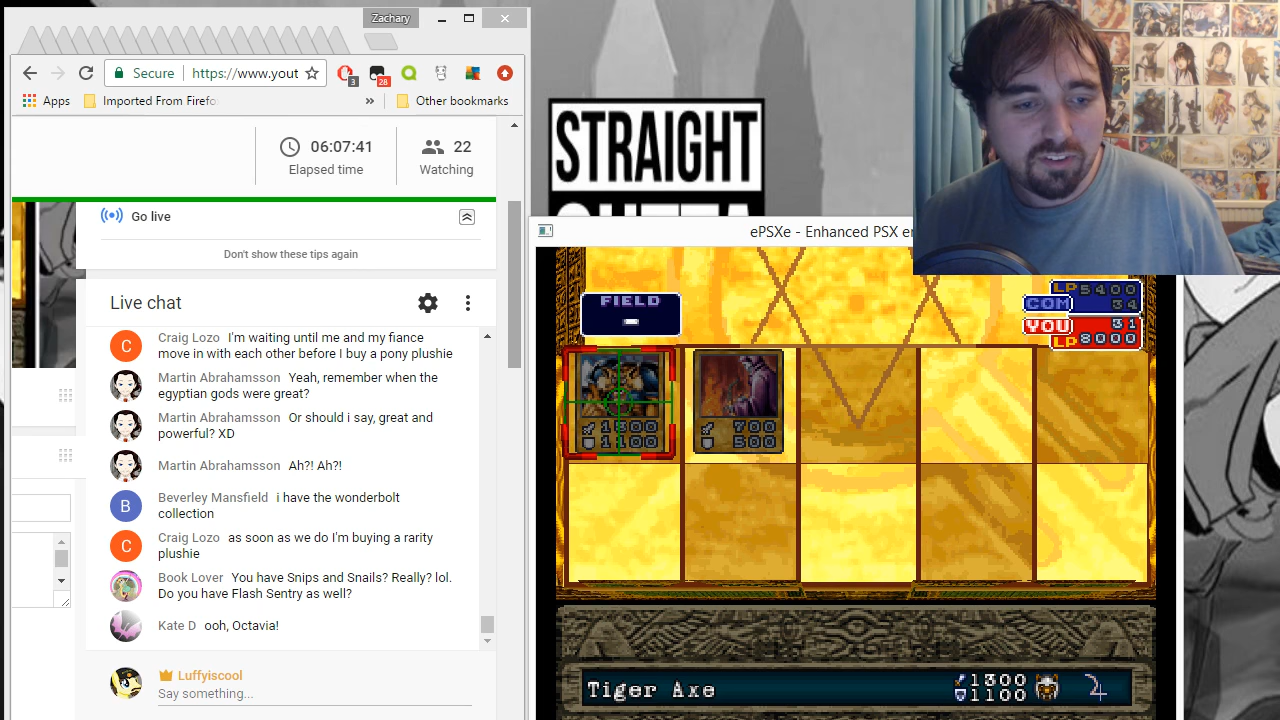 Zachary
Secure
https://www.yout
3
28
Apps
Imported From Firefo
»
Other bookmarks
06:07:41
Elapsed time
22
Watching
Go live
Don't show these tips again
Live chat
Craig Lozo I'm waiting until me and my fiance
move in with each other before I buy a pony plushie
Martin Abrahamsson Yeah, remember when the
egyptian gods were great?
Martin Abrahamsson Or should i say, great and
powerful? XD
Martin Abrahamsson Ah?! Ah?!
Beverley Mansfield i have the wonderbolt
collection
Craig Lozo as soon as we do I'm buying a rarity
plushie
Book Lover You have Snips and Snails? Really? lol.
Do you have Flash Sentry as well?
Kate D ooh, Octavia!
Luffyiscool
Say something...
C
C
B
C
STRAIGHT
ePSXe - Enhanced PSX e
FIELD
LP 5400
COM 34
YOU 31
LP 8000
1300
1100
700
500
Tiger Axe
1300
1100